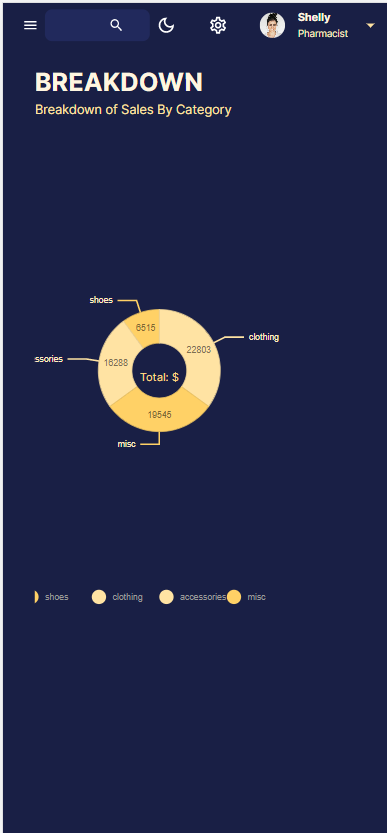 Shelly
Pharmacist
BREAKDOWN
Breakdown of Sales By Category
shoes
6515
clothing
22803
ssories
16288
Total: $
19545
misc
shoes
clothing
accessories
misc